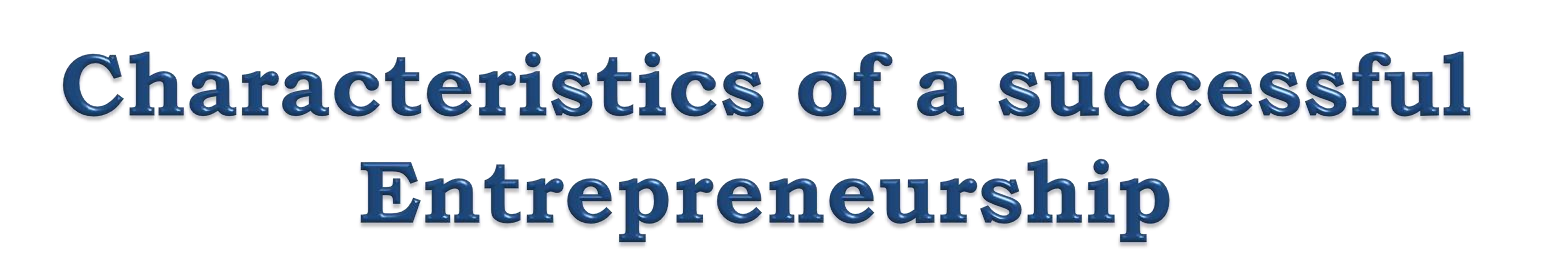 Characteristics of a successful
Entrepreneurship